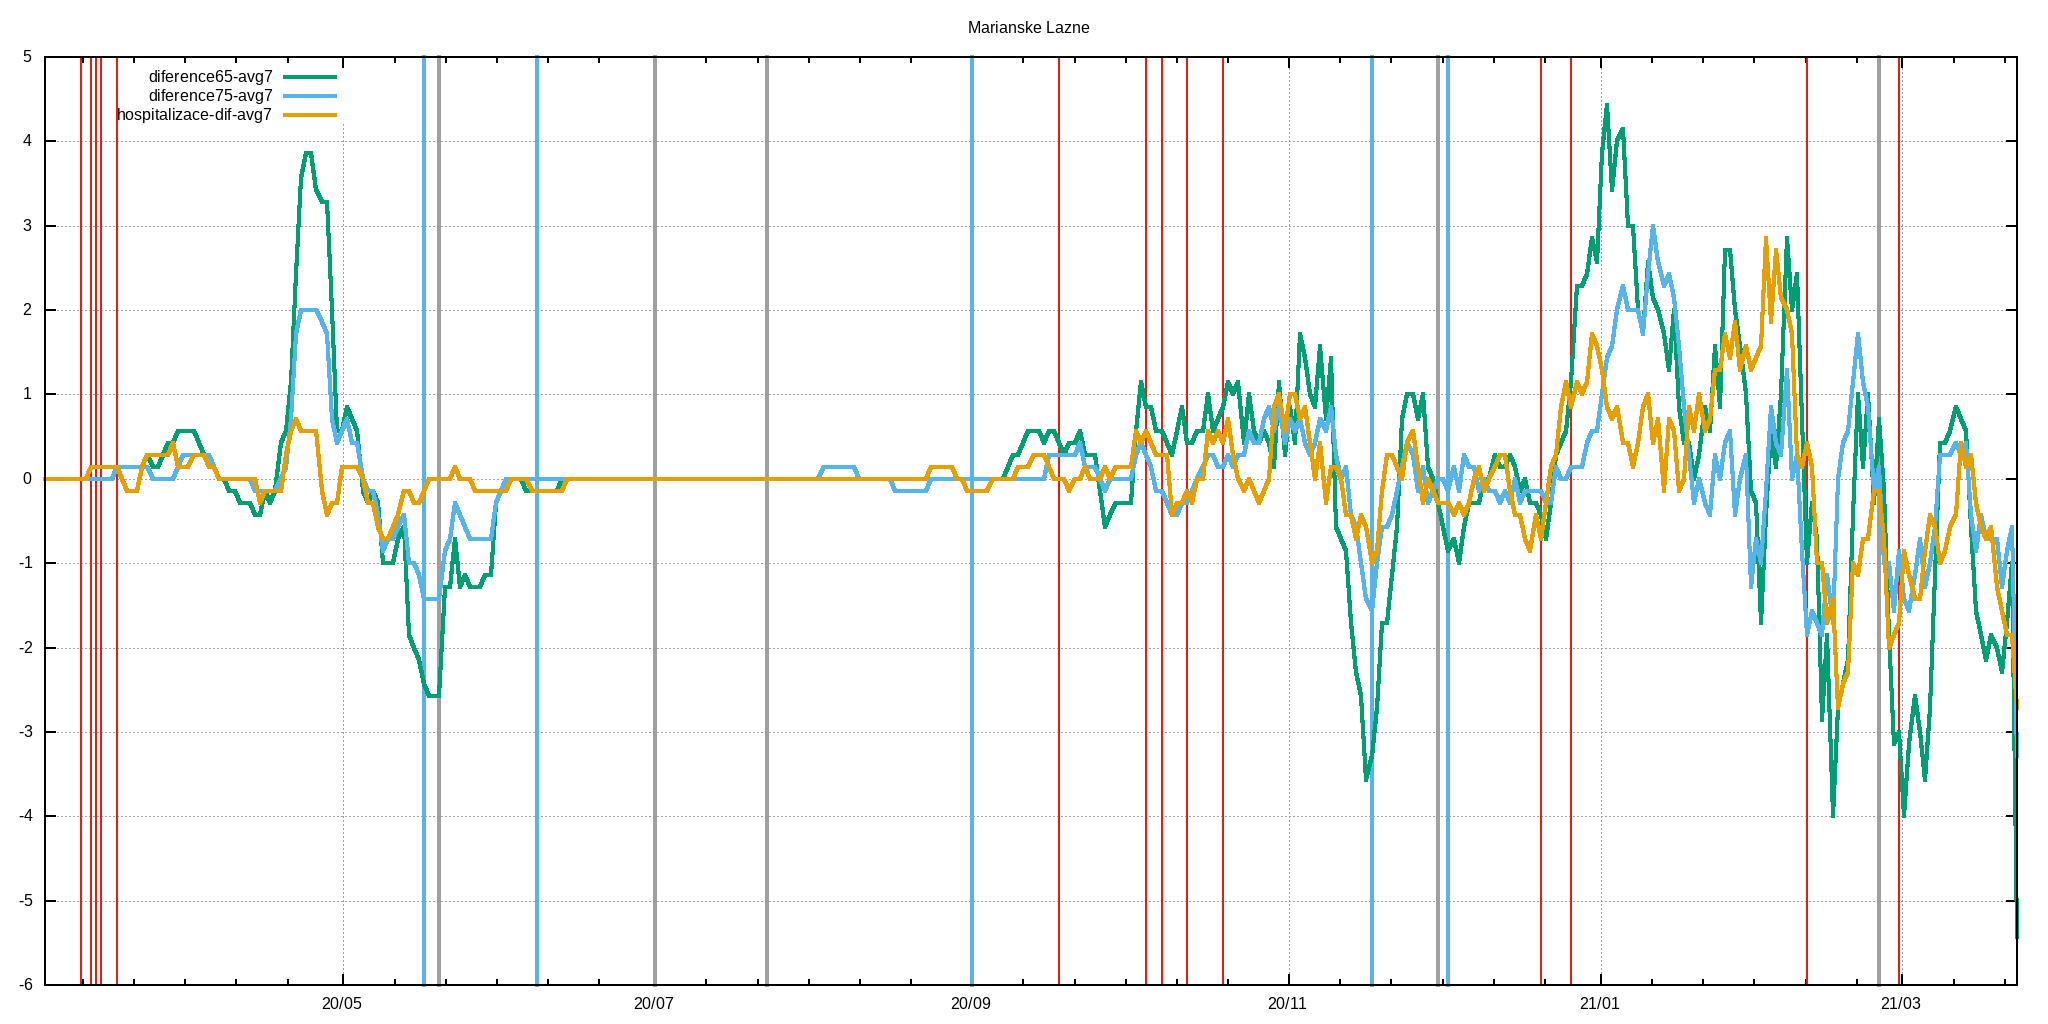 Marianske Lazne
diference65-avg7
diference75-avg7
hospitalizace-dif-avg7
5
4
3
2
1
0
-1
-2
-3
-4
-5
-6
20/05 20/07 20/09 20/11 21/01 21/03